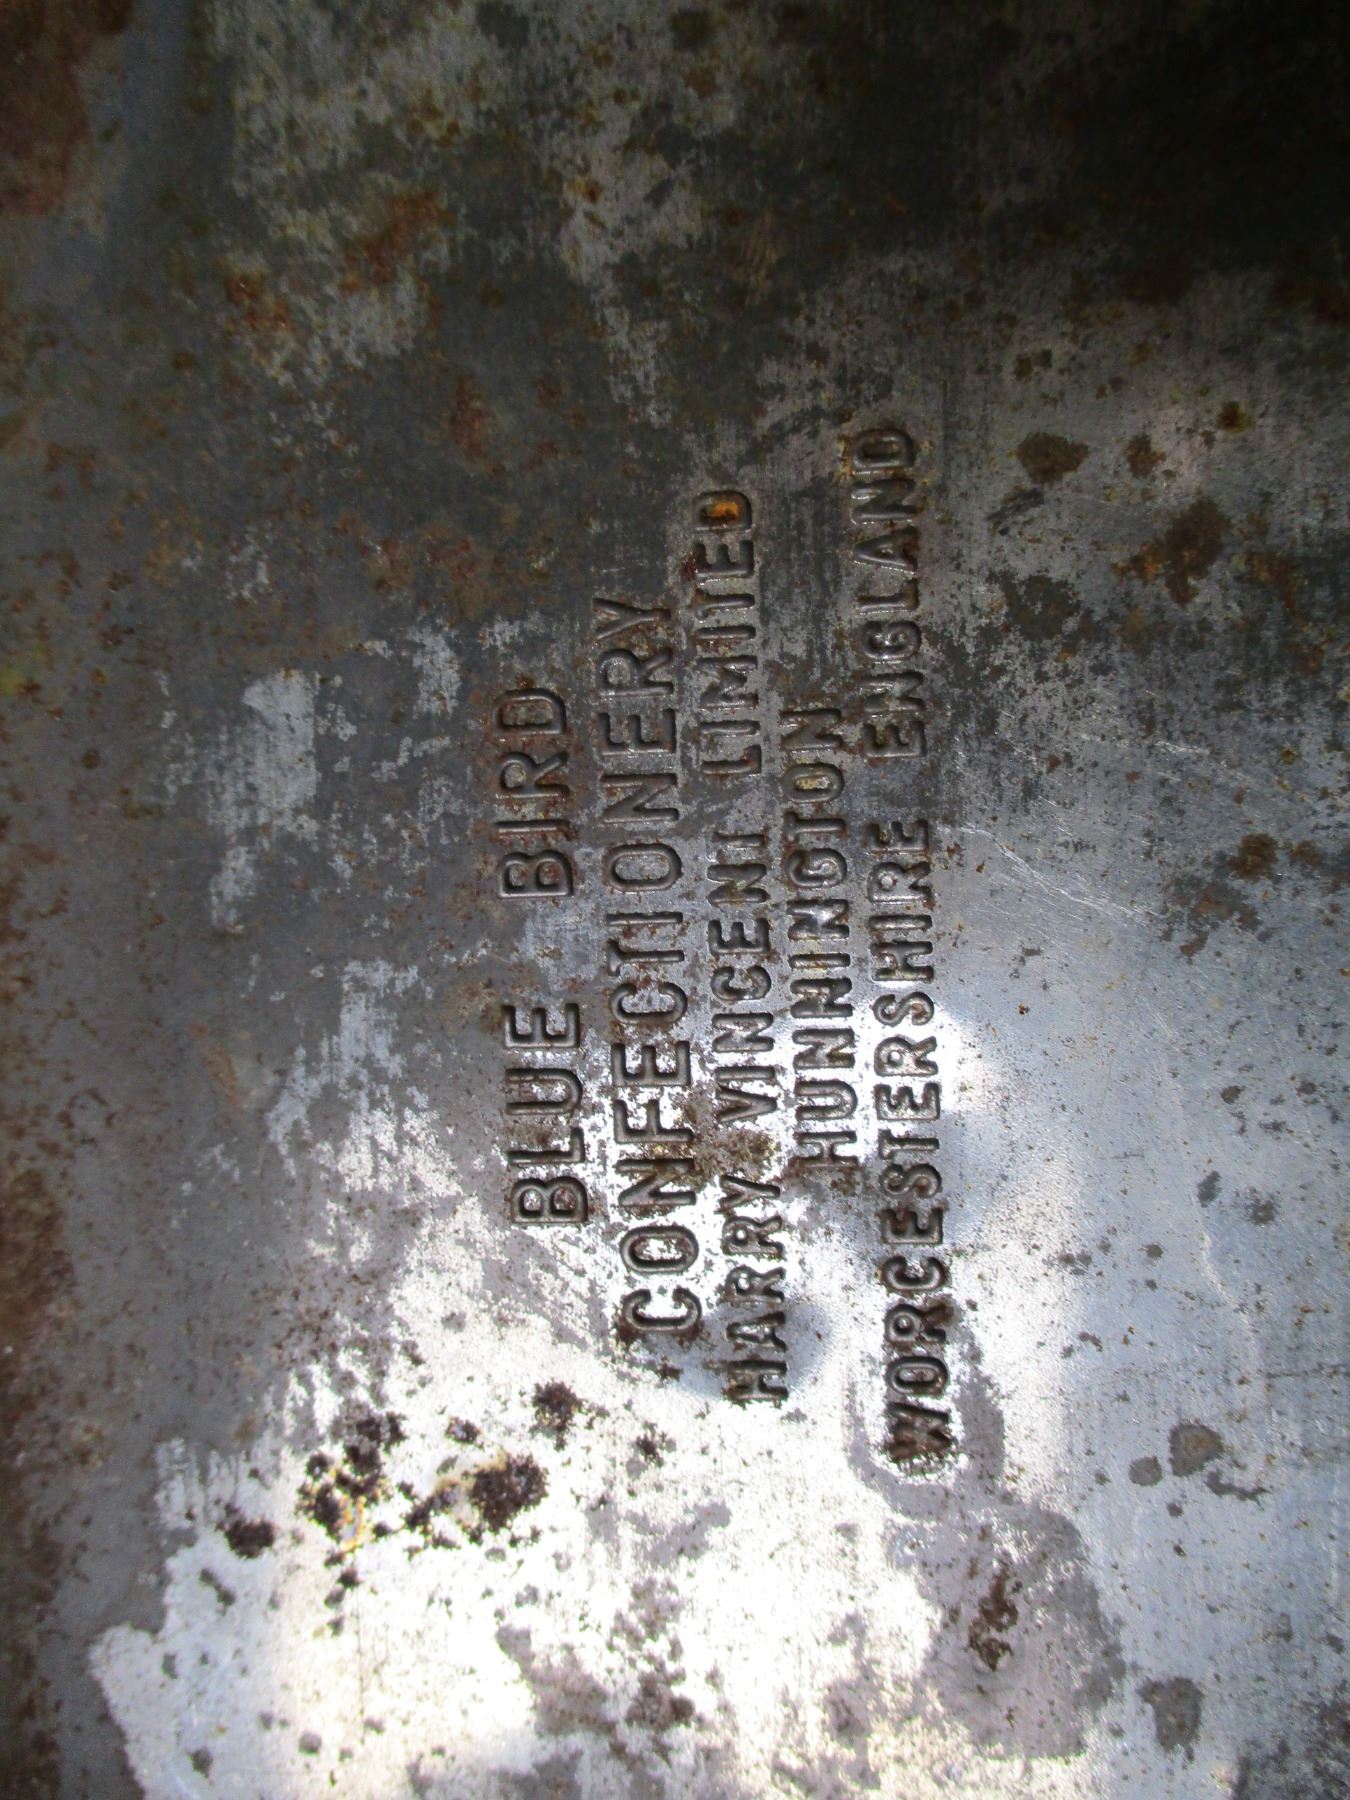 BLUE BIRD
CONFECTIONERY
HARRY VINCENT LIMITED
HUNNINGTON
WORCESTERSHIRE ENGLAND